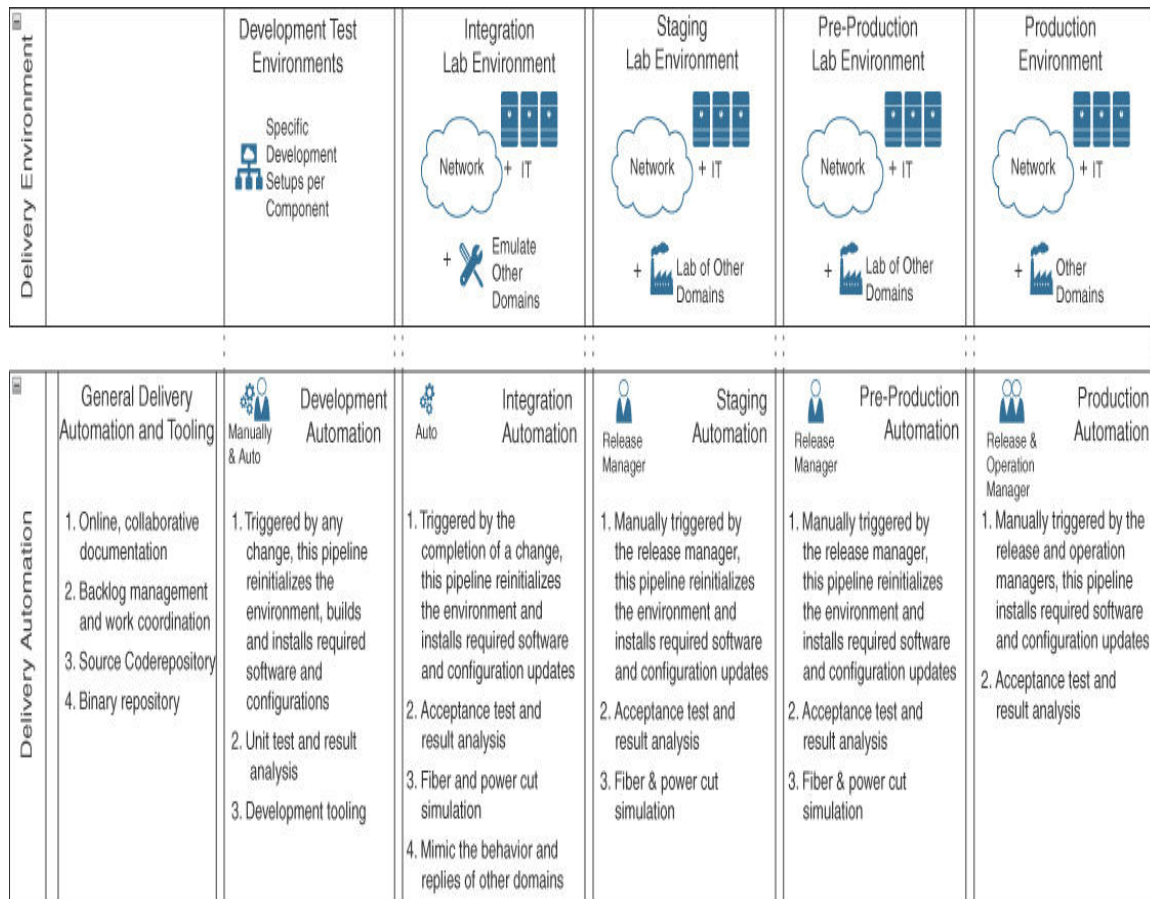 Delivery Environment
Development Test
Environments
Specific
Development
Setups per
Component
Integration
Lab Environment
Network
+ IT
+
Emulate
Other
Domains
Staging
Lab Environment
Network
+ IT
+
Lab of Other
Domains
Pre-Production
Lab Environment
Network
+ IT
+
Lab of Other
Domains
Production
Environment
Network
+ IT
+
Other
Domains
Delivery Automation
General Delivery
Automation and Tooling
1. Online, collaborative
documentation
2. Backlog management
and work coordination
3. Source Coderepository
4. Binary repository
Manually
& Auto
Development
Automation
1. Triggered by any
change, this pipeline
reinitializes the
environment, builds
and installs required
software and
configurations
2. Unit test and result
analysis
3. Development tooling
Auto
Integration
Automation
1. Triggered by the
completion of a change,
this pipeline reinitializes
the environment and
installs required software
and configuration updates
2. Acceptance test and
result analysis
3. Fiber and power cut
simulation
4. Mimic the behavior and
replies of other domains
Release
Manager
Staging
Automation
1. Manually triggered by
the release manager,
this pipeline reinitializes
the environment and
installs required software
and configuration updates
2. Acceptance test and
result analysis
3. Fiber & power cut
simulation
Release
Manager
Pre-Production
Automation
1. Manually triggered by
the release manager,
this pipeline reinitializes
the environment and
installs required software
and configuration updates
2. Acceptance test and
result analysis
3. Fiber & power cut
simulation
Release &
Operation
Manager
Production
Automation
1. Manually triggered by the
release and operation
managers, this pipeline
installs required software
and configuration updates
2. Acceptance test and
result analysis